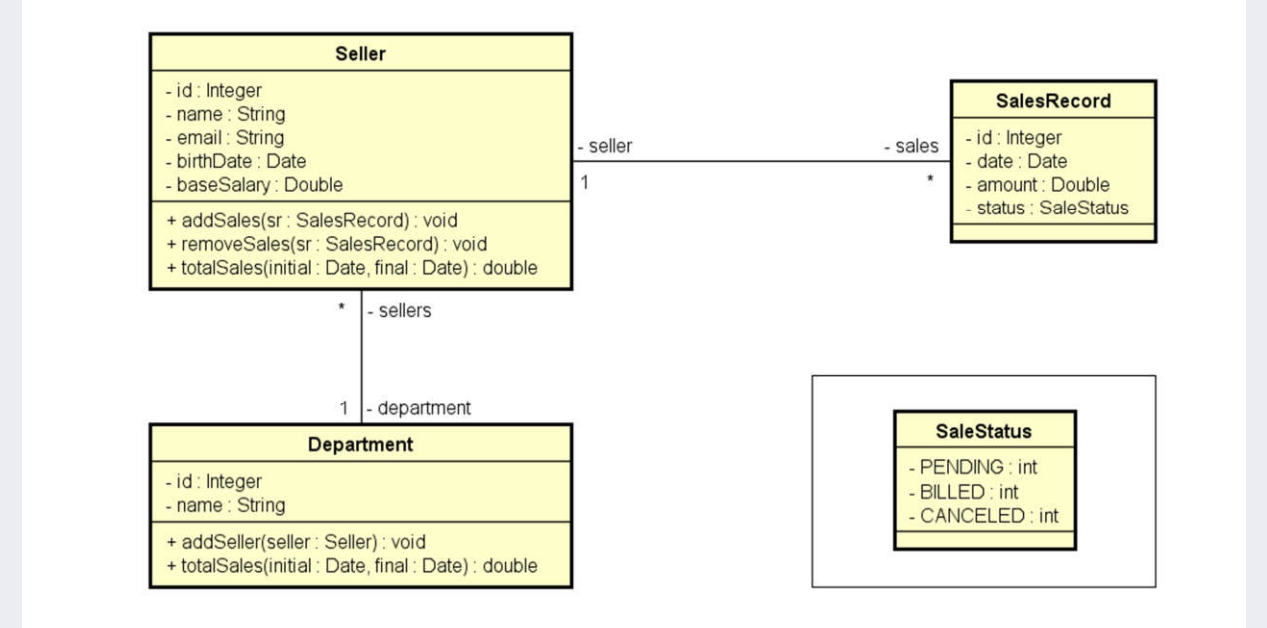 Seller
- id : Integer
- name : String
- email : String
- birthDate : Date
- baseSalary : Double
+ addSales(sr : SalesRecord) : void
+ removeSales(sr : SalesRecord) : void
+ totalSales(initial : Date, final : Date) : double
- seller
- sales
1
*
SalesRecord
- id : Integer
- date : Date
- amount : Double
- status : SaleStatus
* - sellers
1 - department
Department
- id : Integer
- name : String
+ addSeller(seller : Seller) : void
+ totalSales(initial : Date, final : Date) : double
SaleStatus
- PENDING : int
- BILLED : int
- CANCELED : int